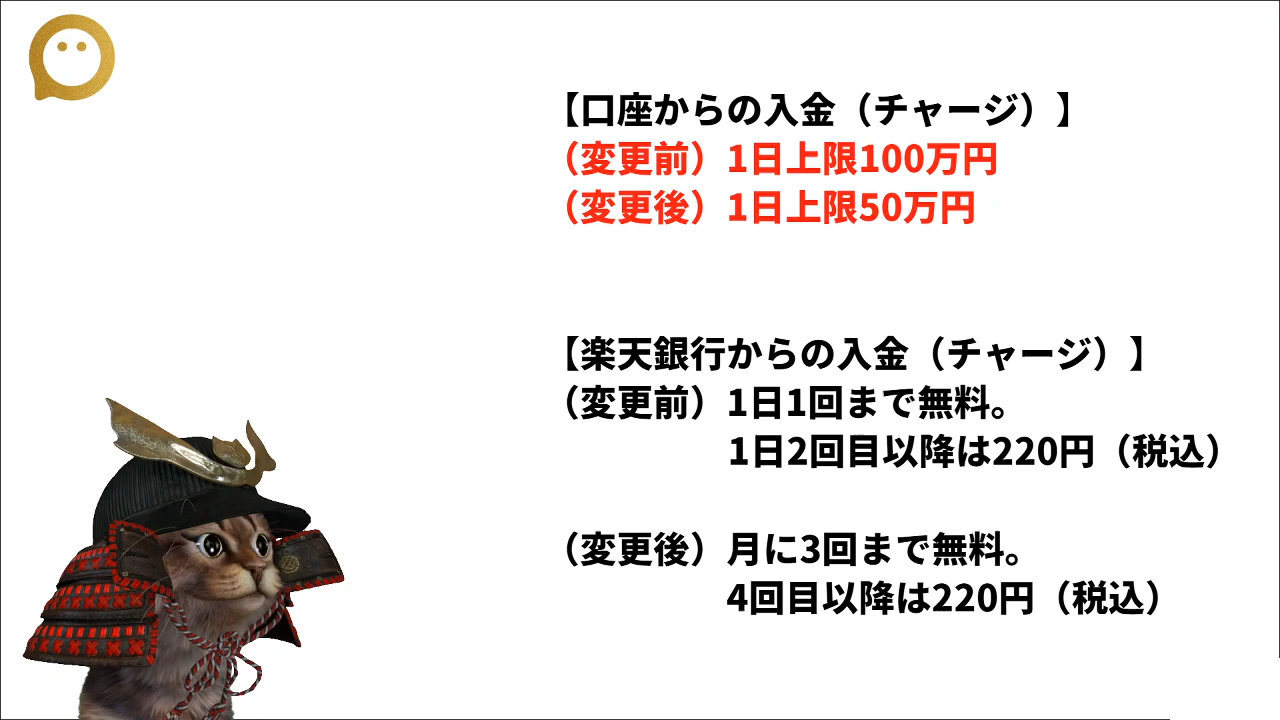 【口座からの入金（チャージ）】
（変更前）1日上限100万円
（変更後）1日上限50万円
【楽天銀行からの入金（チャージ）】
（変更前）1日1回まで無料。
1日2回目以降は220円（税込）
（変更後）月に3回まで無料。
4回目以降は220円（税込）